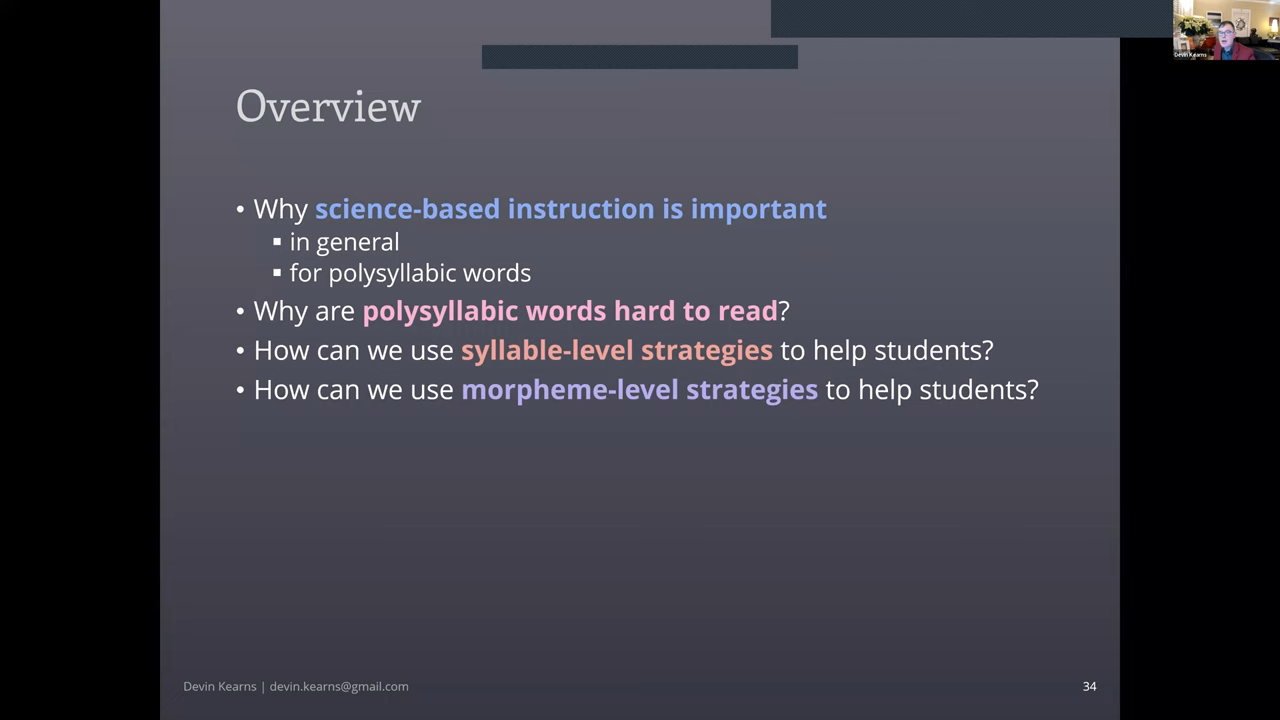 Devin Kearns
Overview
• Why science-based instruction is important
▪ in general
▪ for polysyllabic words
• Why are polysyllabic words hard to read?
• How can we use syllable-level strategies to help students?
• How can we use morpheme-level strategies to help students?
Devin Kearns | devin.kearns@gmail.com
34